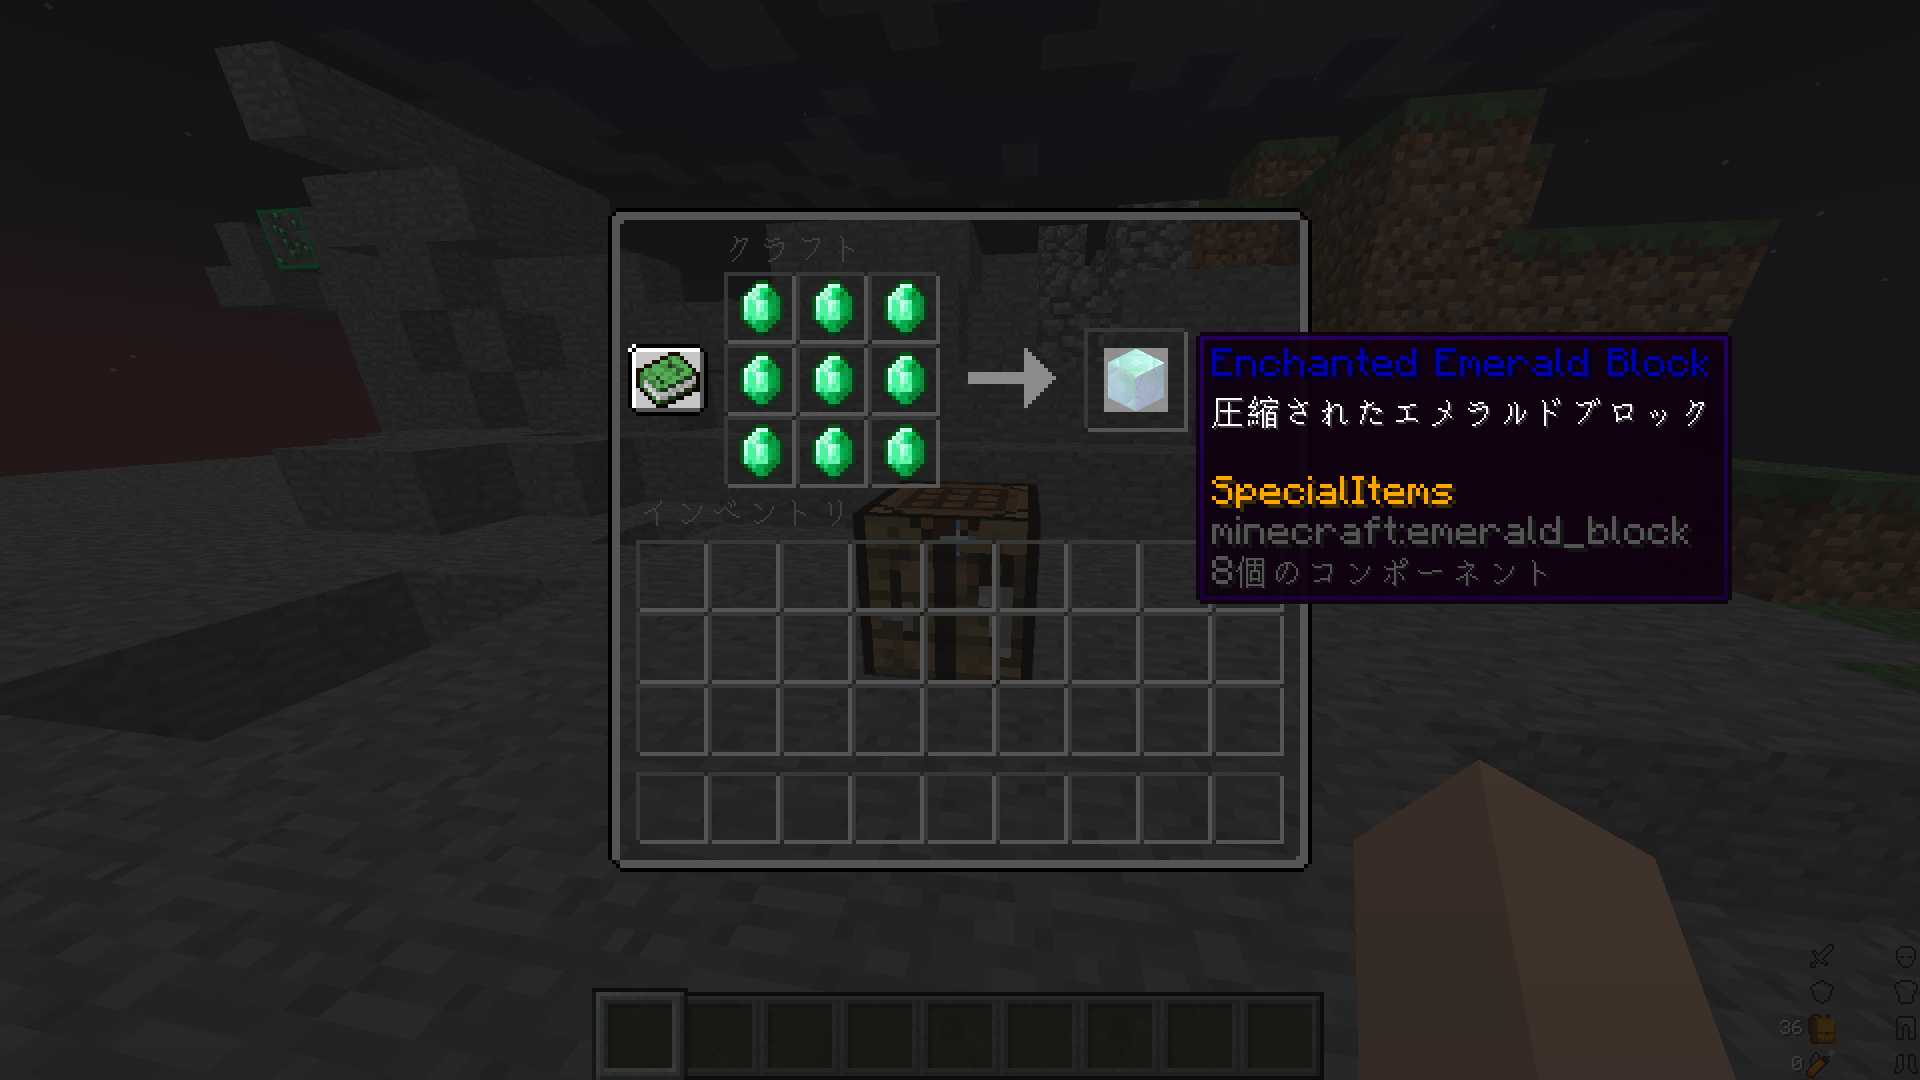 クラフト
Enchanted Emerald Block
圧縮されたエメラルドブロック
SpecialItems
minecraft:emerald_block
8個のコンポーネント
インベントリ
36
0